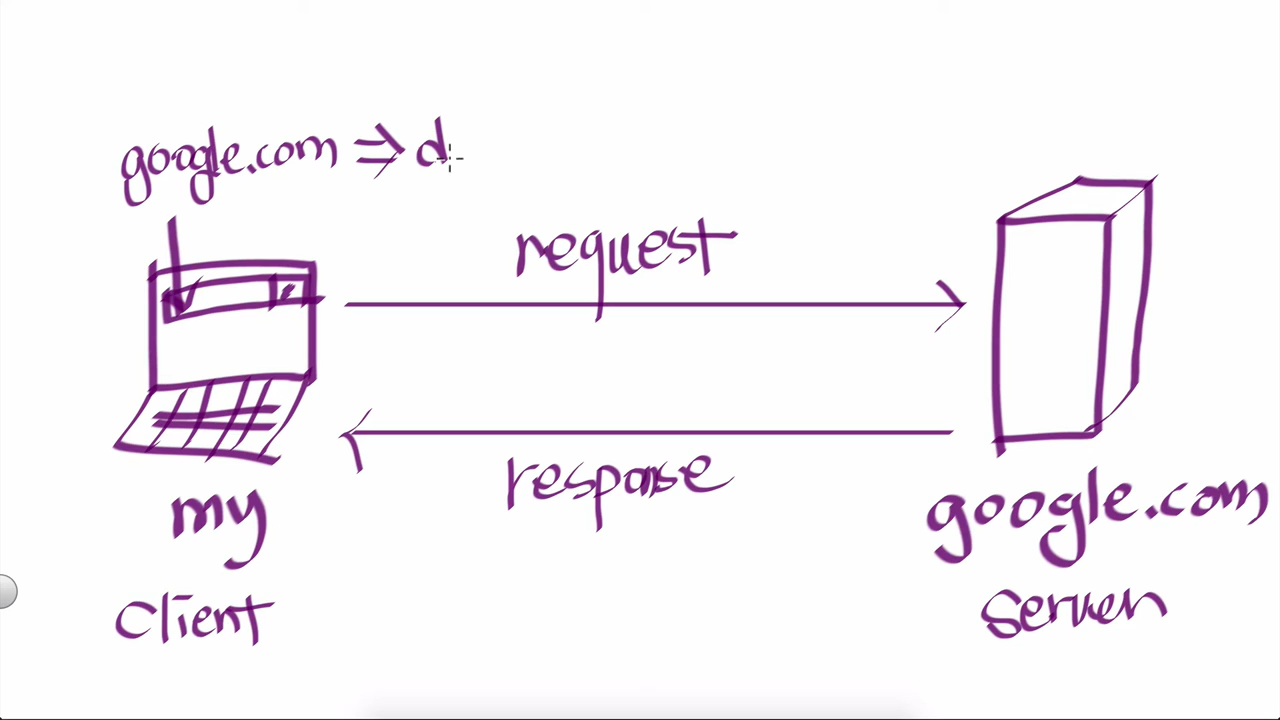 google.com ⇒ d
request
response
my
client
google.com
server